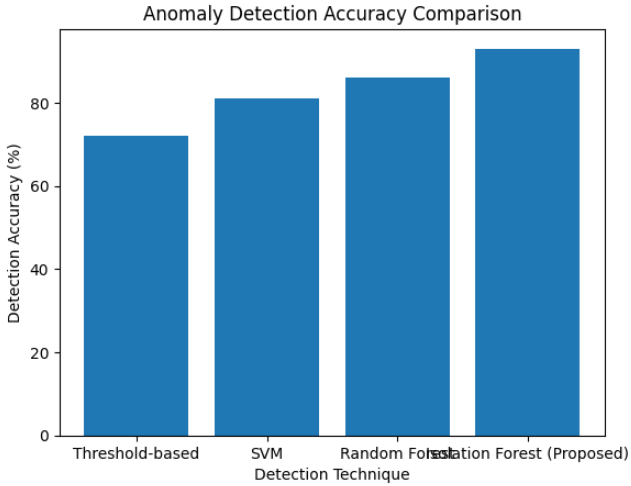 Anomaly Detection Accuracy Comparison
Detection Accuracy (%)
80
60
40
20
0
Threshold-based SVM Random Forest Isolation Forest (Proposed)
Detection Technique